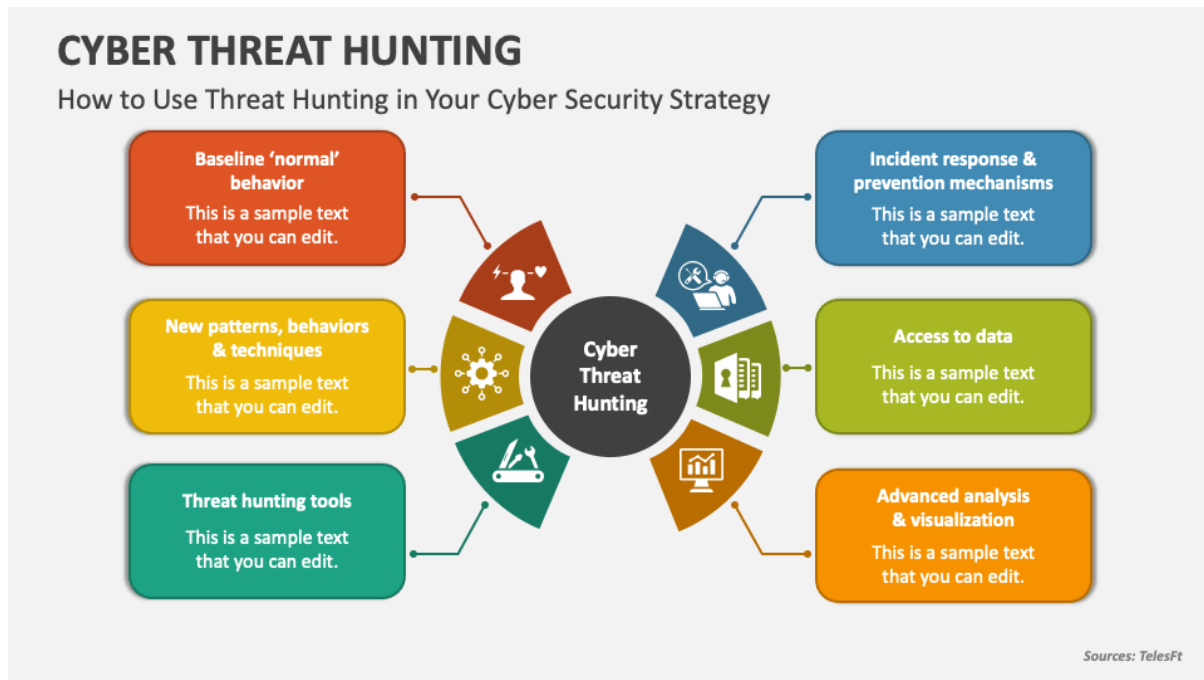 CYBER THREAT HUNTING
How to Use Threat Hunting in Your Cyber Security Strategy
Baseline ‘normal’
behavior
This is a sample text
that you can edit.
New patterns, behaviors
& techniques
This is a sample text
that you can edit.
Threat hunting tools
This is a sample text
that you can edit.
Cyber
Threat
Hunting
Incident response &
prevention mechanisms
This is a sample text
that you can edit.
Access to data
This is a sample text
that you can edit.
Advanced analysis
& visualization
This is a sample text
that you can edit.
Sources: TelesFt